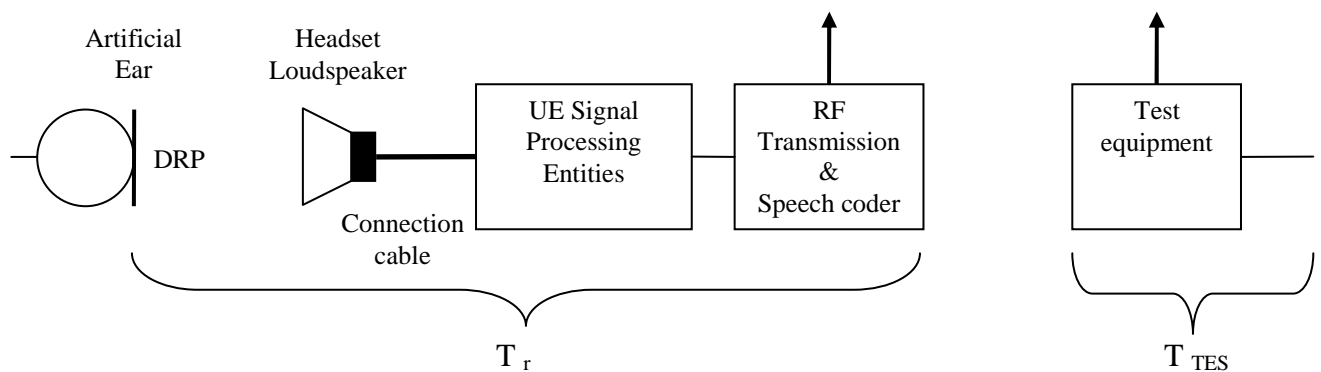 Artificial
Ear
DRP
Headset
Loudspeaker
Connection
cable
UE Signal
Processing
Entities
RF
Transmission
&
Speech coder
Test
equipment
T r
T TES